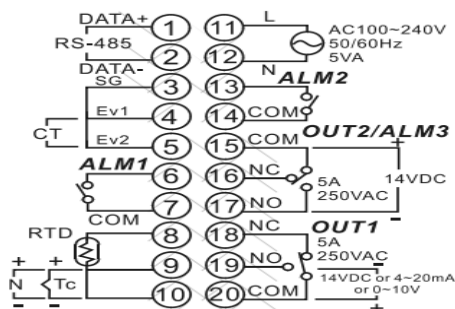 DATA+ 1 11 L AC100~240V
RS-485 50/60Hz
2 12 5VA
DATA- N
SG 3 13 ALM2
Ev1 4 14 COM
CT 5 15 COM OUT2/ALM3
Ev2 +
ALM1 6 16 NC 5A 14VDC
250VAC
COM 7 17 NO -
RTD 8 18 NC OUT1
5A
+ + 9 19 NO 250VAC -
N Tc 14VDC or 4~20mA
- - 10 20 COM or 0~10V
+